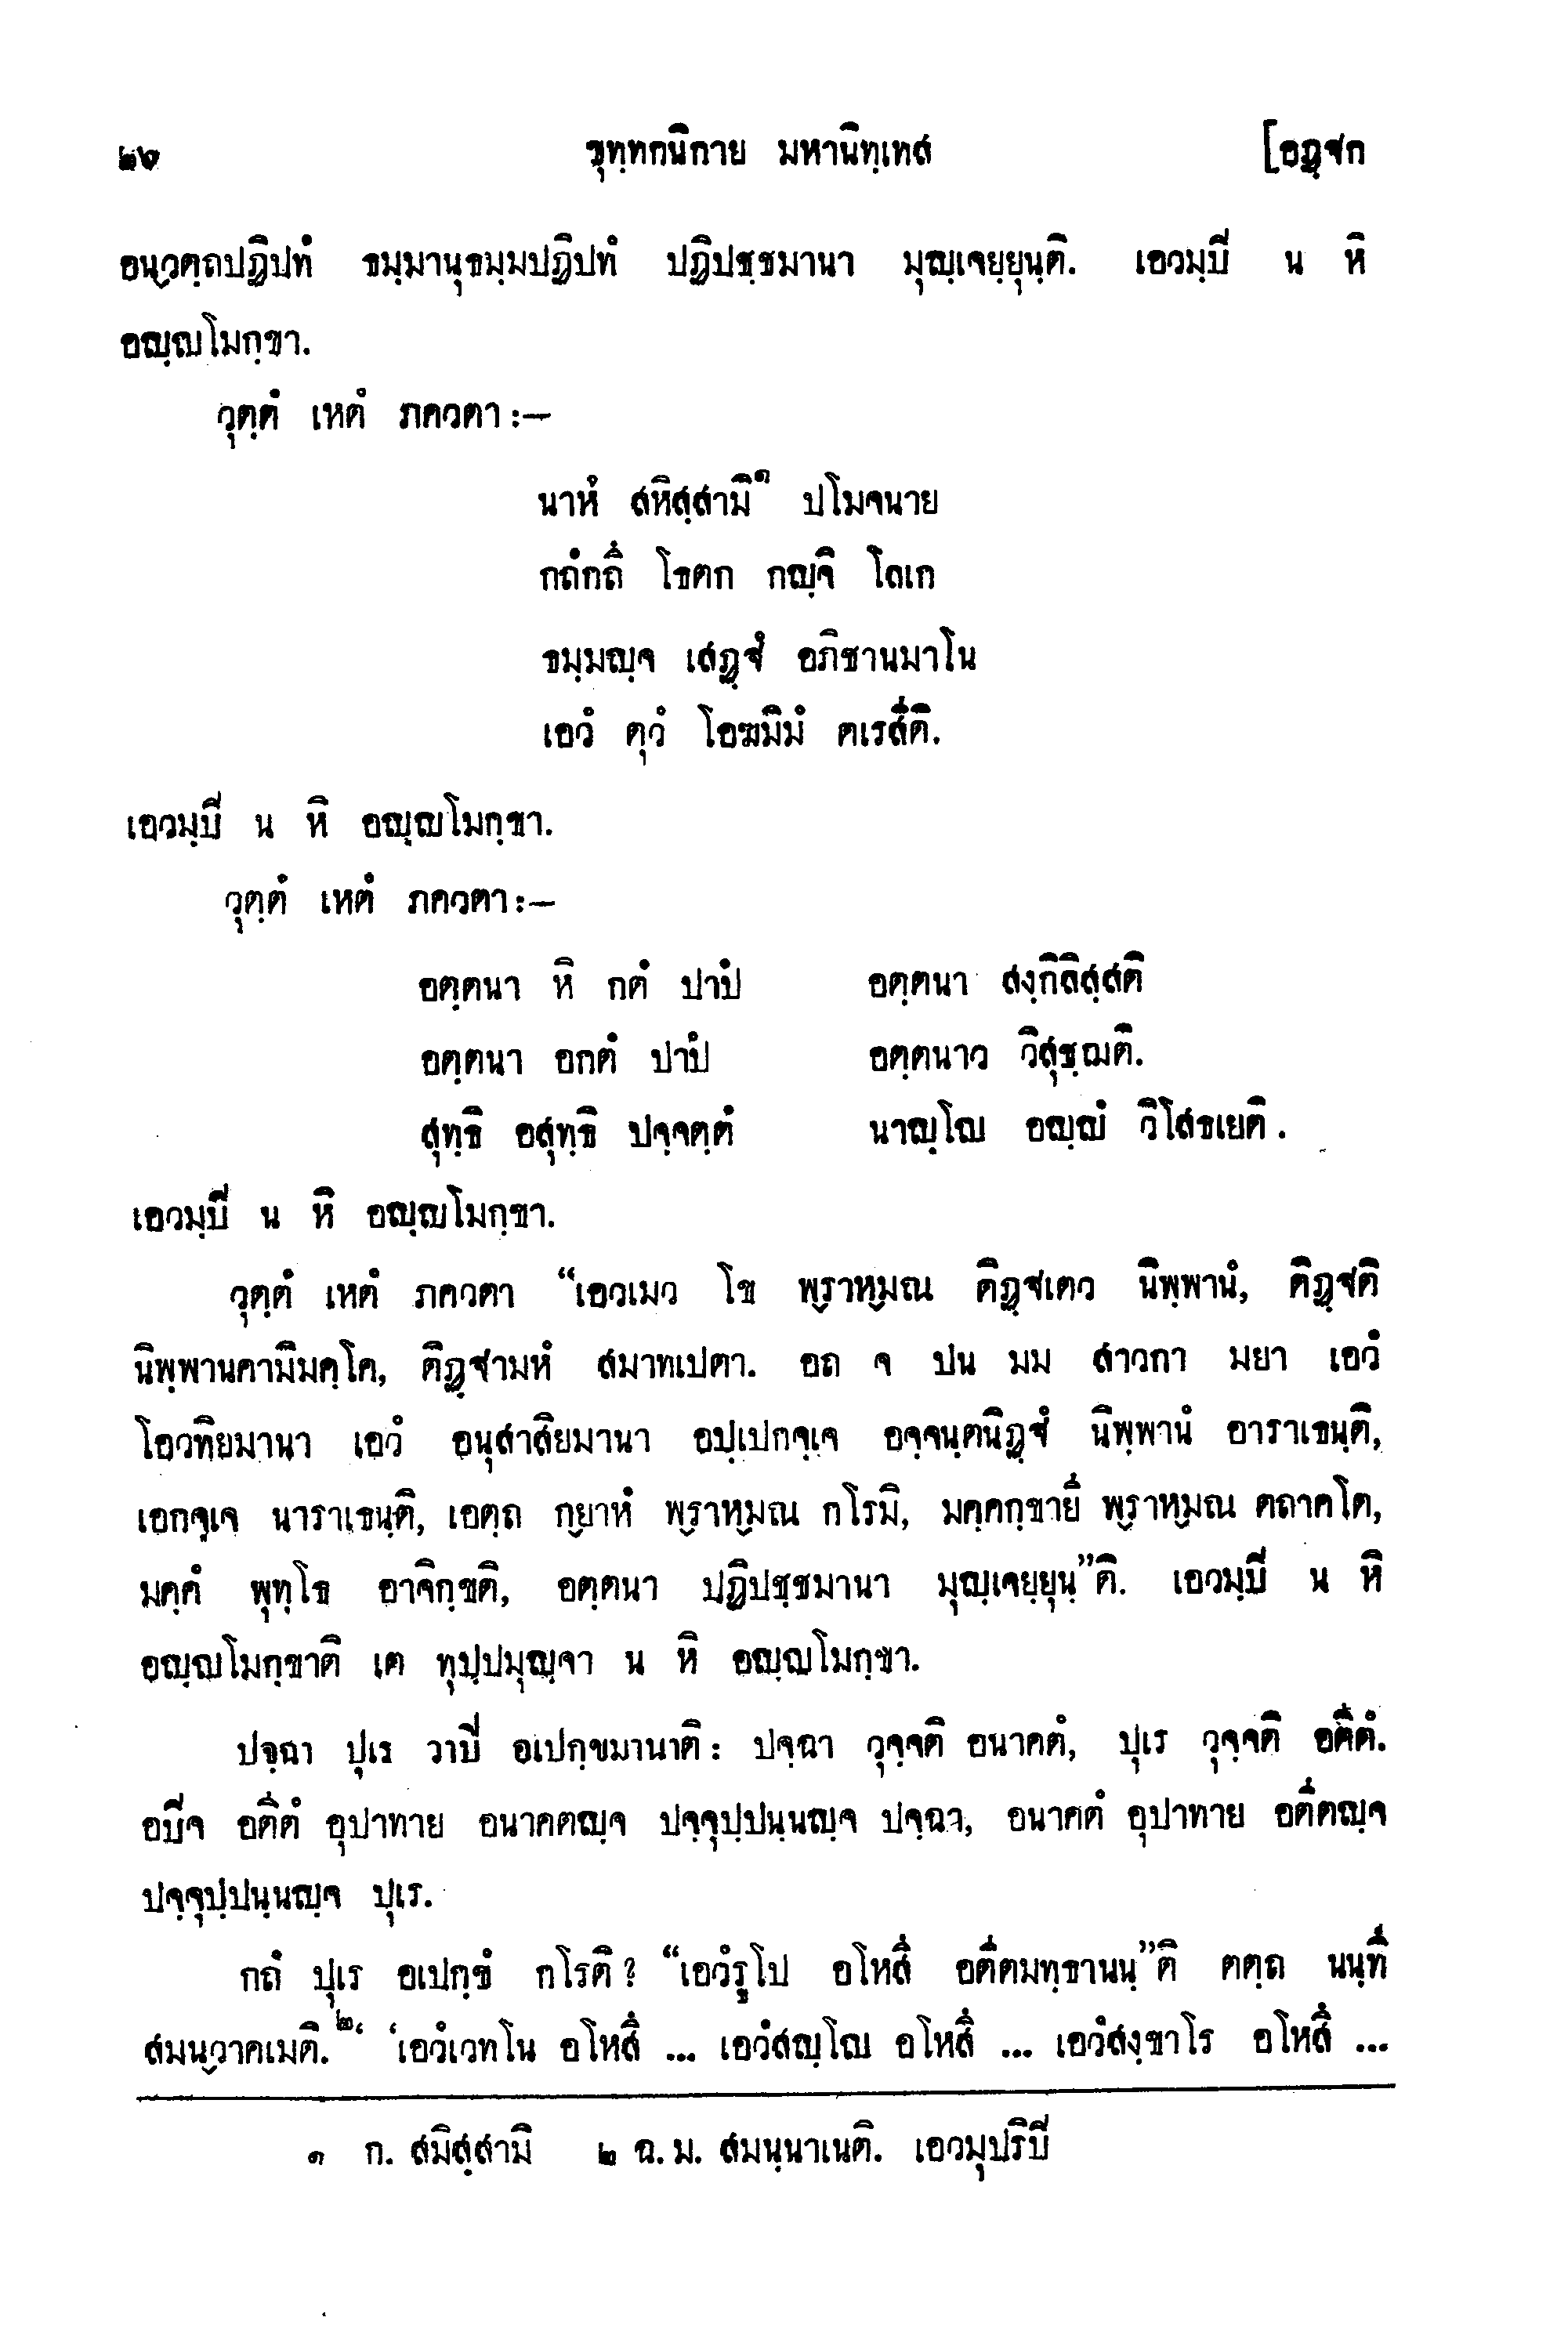 ๒๖ ขุทฺทกนิกาย มหานิทฺเทส [อฏฺฐก
อนฺวตฺถปฏิปทํ ธมฺมานุธมฺมปฏิปทํ ปฏิปชฺชมานา มุญฺเจยฺยุนฺติ. เอวมฺปิ น หิ
อญฺญโมกฺขา.
วุตฺตํ เหตํ ภควตา :–
นาหํ สหิสฺสามิ๑ ปโมจนาย
กถํกถึ โธตก กญฺจิ โลเก
ธมฺมญฺจ เสฏฺฐํ อภิชานมาโน
เอวํ ตุวํ โอฆมิมํ ตเรสีติ.
เอวมฺปิ น หิ อญฺญโมกฺขา.
วุตฺตํ เหตํ ภควตา :–
อตฺตนา หิ กตํ ปาปํ อตฺตนา สงฺกิลิสฺสติ
อตฺตนา อกตํ ปาปํ อตฺตนาว วิสุชฺฌติ.
สุทฺธิ อสุทฺธิ ปจฺจตฺตํ นาญฺโญ อญฺญํ วิโสธเยติ.
เอวมฺปิ น หิ อญฺญโมกฺขา.
วุตฺตํ เหตํ ภควตา “เอวเมว โข พฺราหฺมณ ติฏฺฐเตว นิพฺพานํ, ติฏฺฐติ
นิพฺพานคามิมคฺโค, ติฏฺฐามหํ สมาทเปตา. อถ จ ปน มม สาวกา มยา เอวํ
โอวทิยมานา เอวํ อนุสาสิยมานา อปฺเปกจฺเจ อจฺจนฺตนิฏฺฐํ นิพฺพานํ อาราเธนฺติ,
เอกจฺเจ นาราเธนฺติ, เอตฺถ กฺยาหํ พฺราหฺมณ กโรมิ, มคฺคกฺขายี พฺราหฺมณ ตถาคโต,
มคฺคํ พุทฺโธ อาจิกฺขติ, อตฺตนา ปฏิปชฺชมานา มุญฺเจยฺยุนฺ”ติ. เอวมฺปิ น หิ
อญฺญโมกฺขาติ เต ทุปฺปมุญฺจา น หิ อญฺญโมกฺขา.
ปจฺฉา ปุเร วาปิ อเปกฺขมานาติ : ปจฺฉา วุจฺจติ อนาคตํ, ปุเร วุจฺจติ อตีตํ.
อปิจ อตีตํ อุปาทาย อนาคตญฺจ ปจฺจุปฺปนฺนญฺจ ปจฺฉา, อนาคตํ อุปาทาย อตีตญฺจ
ปจฺจุปฺปนฺนญฺจ ปุเร.
กถํ ปุเร อเปกฺขํ กโรติ ? “เอวํรูโป อโหสึ อตีตมทฺธานนฺ”ติ ตตฺถ นนฺทึ
สมนฺวาคเมติ.๒‘ ‘เอวํเวทโน อโหสึ ... เอวํสญฺโญ อโหสึ ... เอวํสงฺขาโร อโหสึ ...
๑ ก. สมิสฺสามิ ๒ ฉ.ม. สมนฺนาเนติ. เอวมุปริปิ